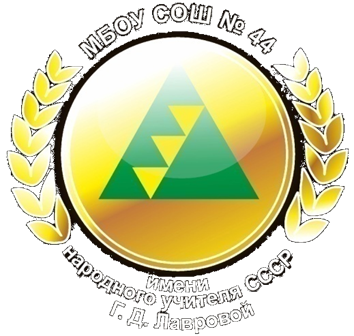 МБОУ СОШ № 44
имени
народного учителя СССР
Г. Д. Лавровой